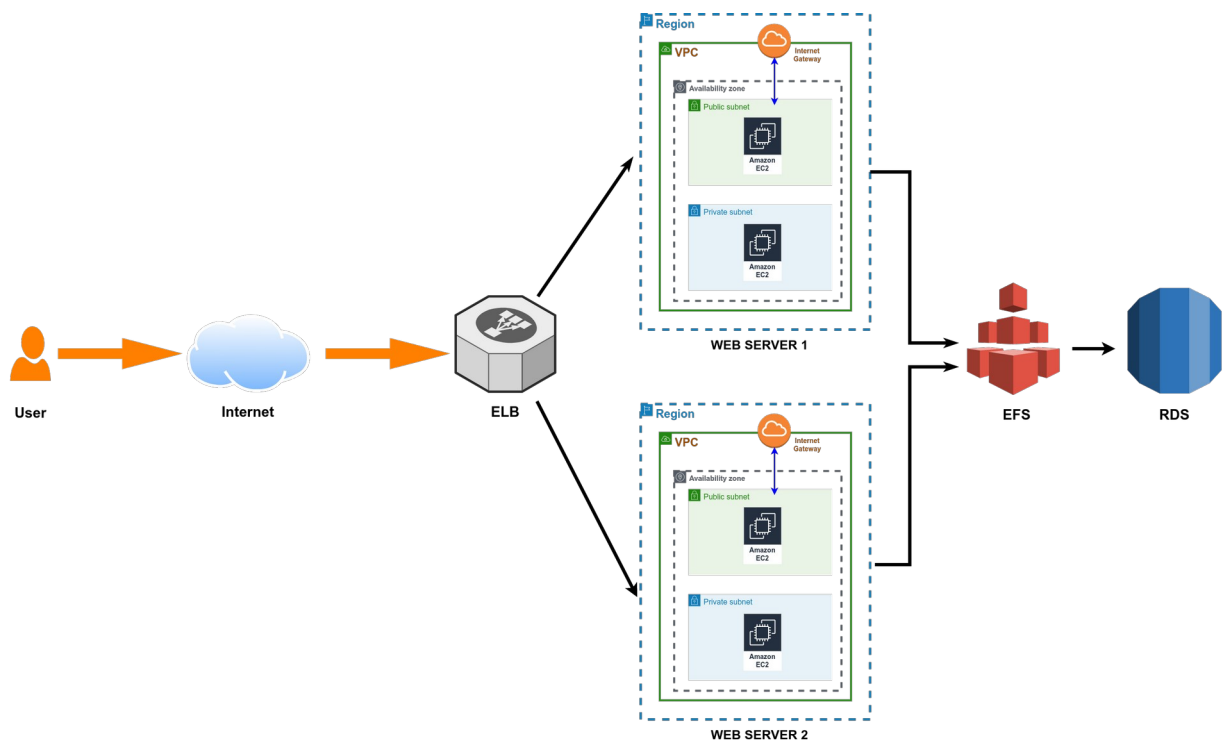 Region
Internet
Gateway
VPC
Availability zone
Public subnet
Amazon
EC2
Private subnet
Amazon
EC2
WEB SERVER 1
User
Internet
ELB
EFS
RDS
Region
Internet
Gateway
VPC
Availability zone
Public subnet
Amazon
EC2
Private subnet
Amazon
EC2
WEB SERVER 2